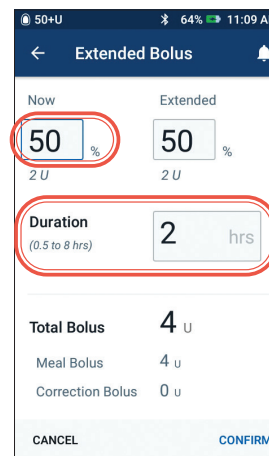 50+U 64% 11:09 A
Extended Bolus
Now Extended
50 % 50 %
2 U 2 U
Duration 2 hrs
(0.5 to 8 hrs)
Total Bolus 4 U
Meal Bolus 4 U
Correction Bolus 0 U
CANCEL CONFIRM